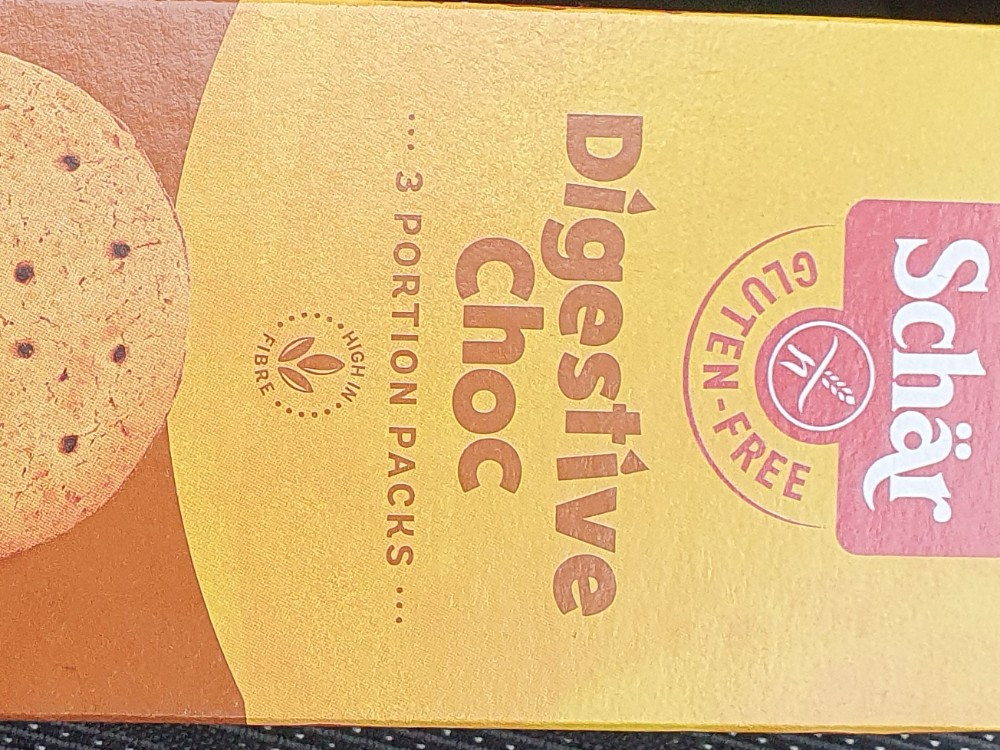 Schär
GLUTEN-FREE
Digestive
Choc
... 3 PORTION PACKS ...
HIGH IN
FIBRE